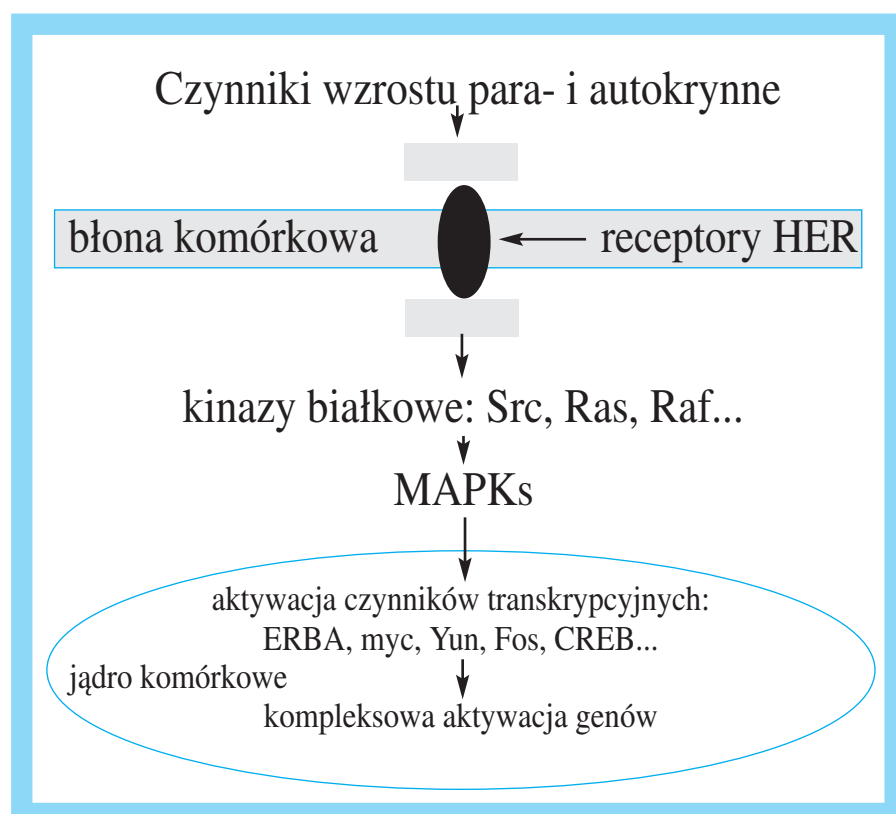 Czynniki wzrostu para- i autokrynne
błona komórkowa
receptory HER
kinazy białkowe: Src, Ras, Raf...
MAPKs
aktywacja czynników transkrypcyjnych:
ERBA, myc, Yun, Fos, CREB...
jądro komórkowe
kompleksowa aktywacja genów